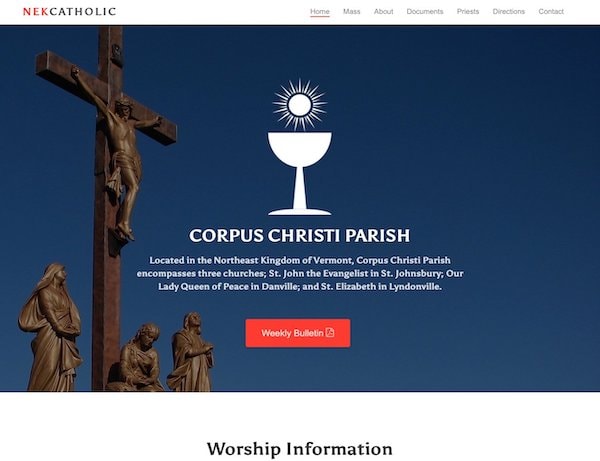 NEKCATHOLIC
Home Mass About Documents Priests Directions Contact
CORPUS CHRISTI PARISH
Located in the Northeast Kingdom of Vermont, Corpus Christi Parish
encompasses three churches; St. John the Evangelist in St. Johnsbury; Our
Lady Queen of Peace in Danville; and St. Elizabeth in Lyndonville.
Weekly Bulletin
Worship Information